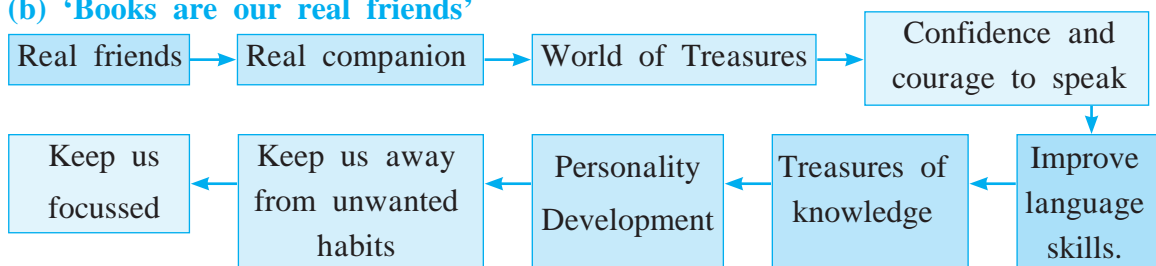 (b) ‘Books are our real friends’
Real friends
Real companion
World of Treasures
Confidence and
courage to speak
Improve
language
skills.
Treasures of
knowledge
Personality
Development
Keep us away
from unwanted
habits
Keep us
focussed